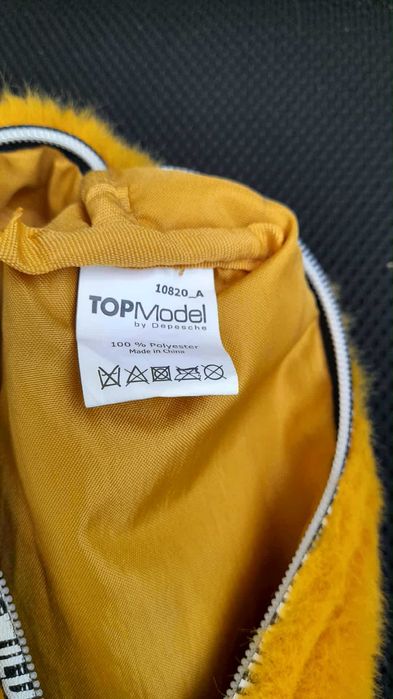 10820_A
TOPModel
by Depesche
100 % Polyester
Made in China